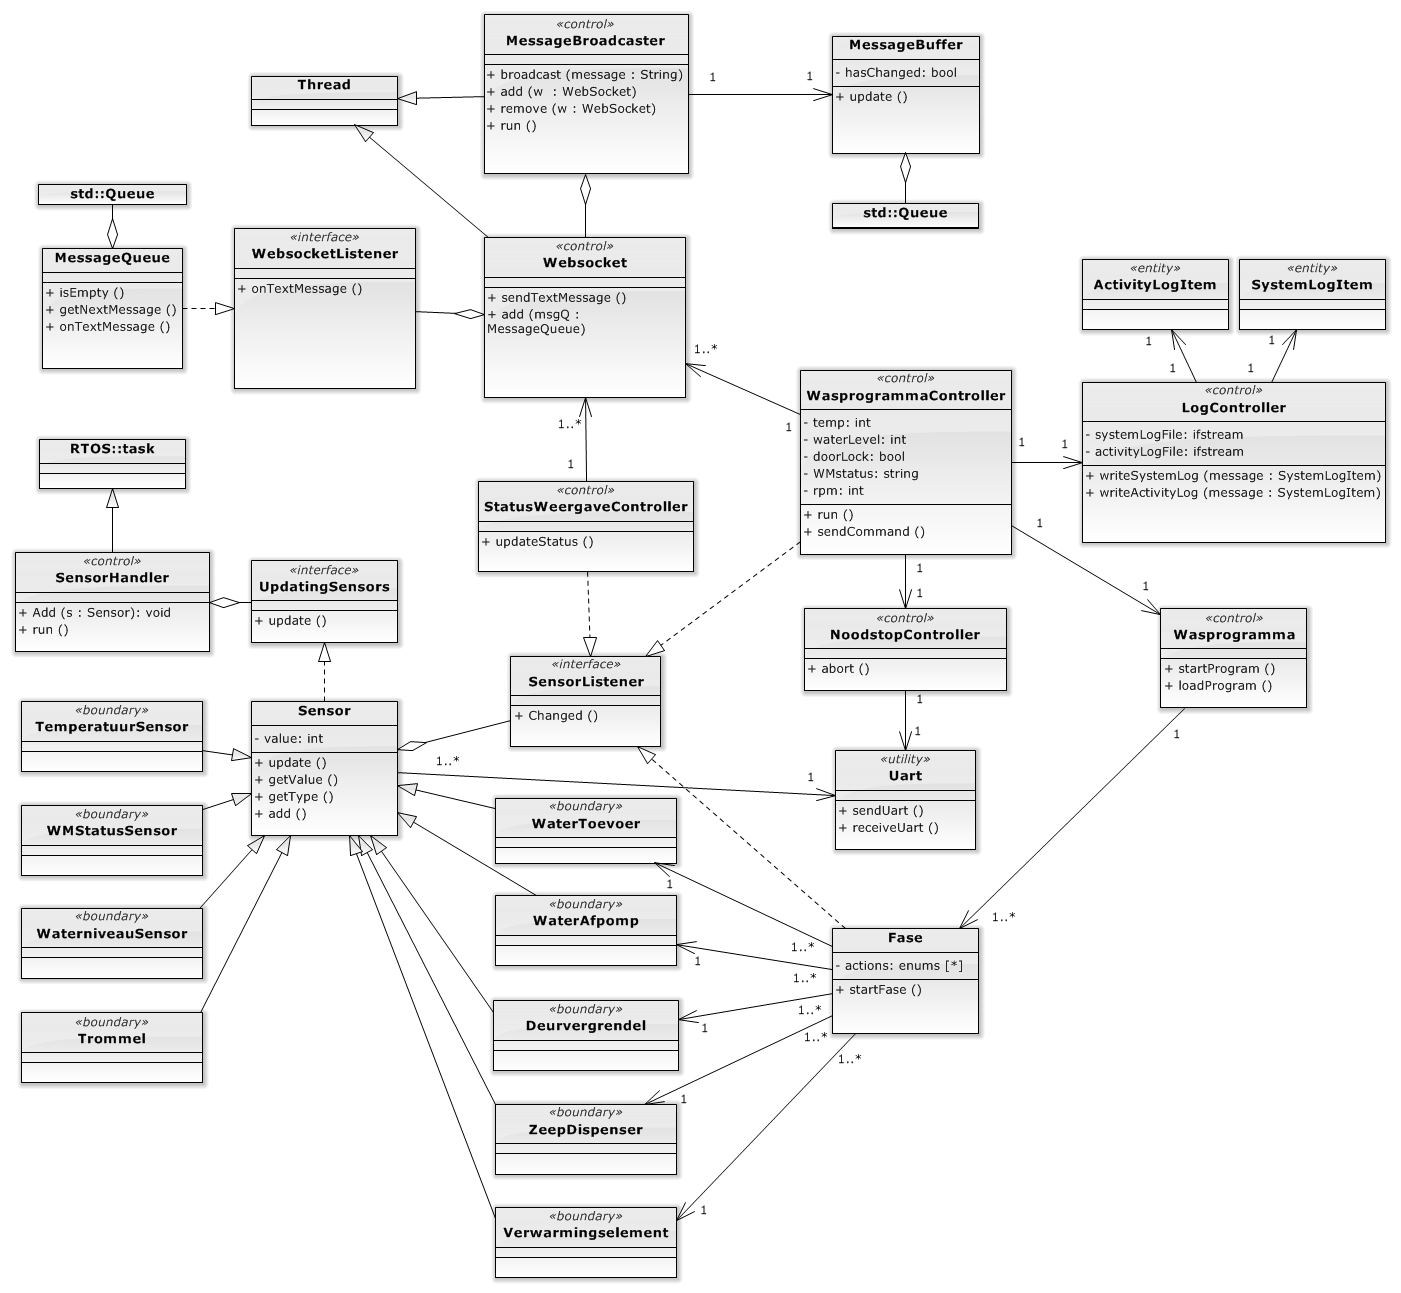 «control»
MessageBroadcaster
+ broadcast (message : String)
+ add (w : WebSocket)
+ remove (w : WebSocket)
+ run ()
1
1
MessageBuffer
- hasChanged: bool
+ update ()
std::Queue
Thread
std::Queue
MessageQueue
+ isEmpty ()
+ getNextMessage ()
+ onTextMessage ()
«interface»
WebsocketListener
+ onTextMessage ()
«control»
Websocket
+ sendTextMessage ()
+ add (msgQ :
MessageQueue)
1..*
1
1..*
1
«entity»
ActivityLogItem
«entity»
SystemLogItem
1
1
1
1
«control»
LogController
- systemLogFile: ifstream
- activityLogFile: ifstream
+ writeSystemLog (message : SystemLogItem)
+ writeActivityLog (message : SystemLogItem)
«control»
WasprogrammaController
- temp: int
- waterLevel: int
- doorLock: bool
- WMstatus: string
- rpm: int
+ run ()
+ sendCommand ()
1
1
1
1
1
1
RTOS::task
«control»
SensorHandler
+ Add (s : Sensor): void
+ run ()
«interface»
UpdatingSensors
+ update ()
«control»
StatusWeergaveController
+ updateStatus ()
«interface»
SensorListener
+ Changed ()
«control»
NoodstopController
+ abort ()
1
1
«control»
Wasprogramma
+ startProgram ()
+ loadProgram ()
1
1..*
«utility»
Uart
+ sendUart ()
+ receiveUart ()
1..*
1
Sensor
- value: int
+ update ()
+ getValue ()
+ getType ()
+ add ()
«boundary»
TemperatuurSensor
«boundary»
WMStatusSensor
«boundary»
WaterniveauSensor
«boundary»
Trommel
«boundary»
WaterToevoer
1
1..*
«boundary»
WaterAfpomp
1
1..*
Fase
- actions: enums [*]
+ startFase ()
«boundary»
Deurvergrendel
1
1..*
1..*
1..*
«boundary»
ZeepDispenser
1
«boundary»
Verwarmingselement
1